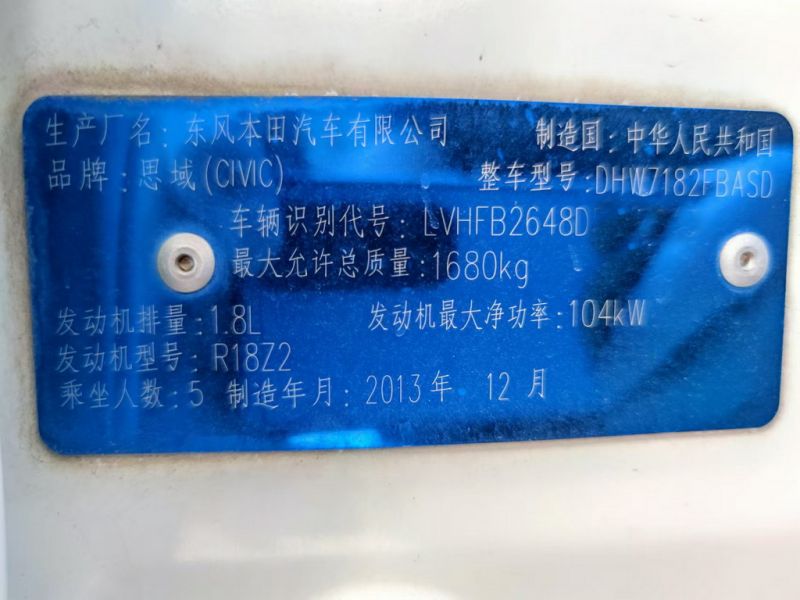 生产厂名：东风本田汽车有限公司 制造国：中华人民共和国
品牌：思域(CIVIC) 整车型号：DHW7182FBASD
车辆识别代号：LVHFB2648D
最大允许总质量：1680kg
发动机排量：1.8L 发动机最大净功率：104kW
发动机型号：R18Z2
乘坐人数：5 制造年月：2013年 12月